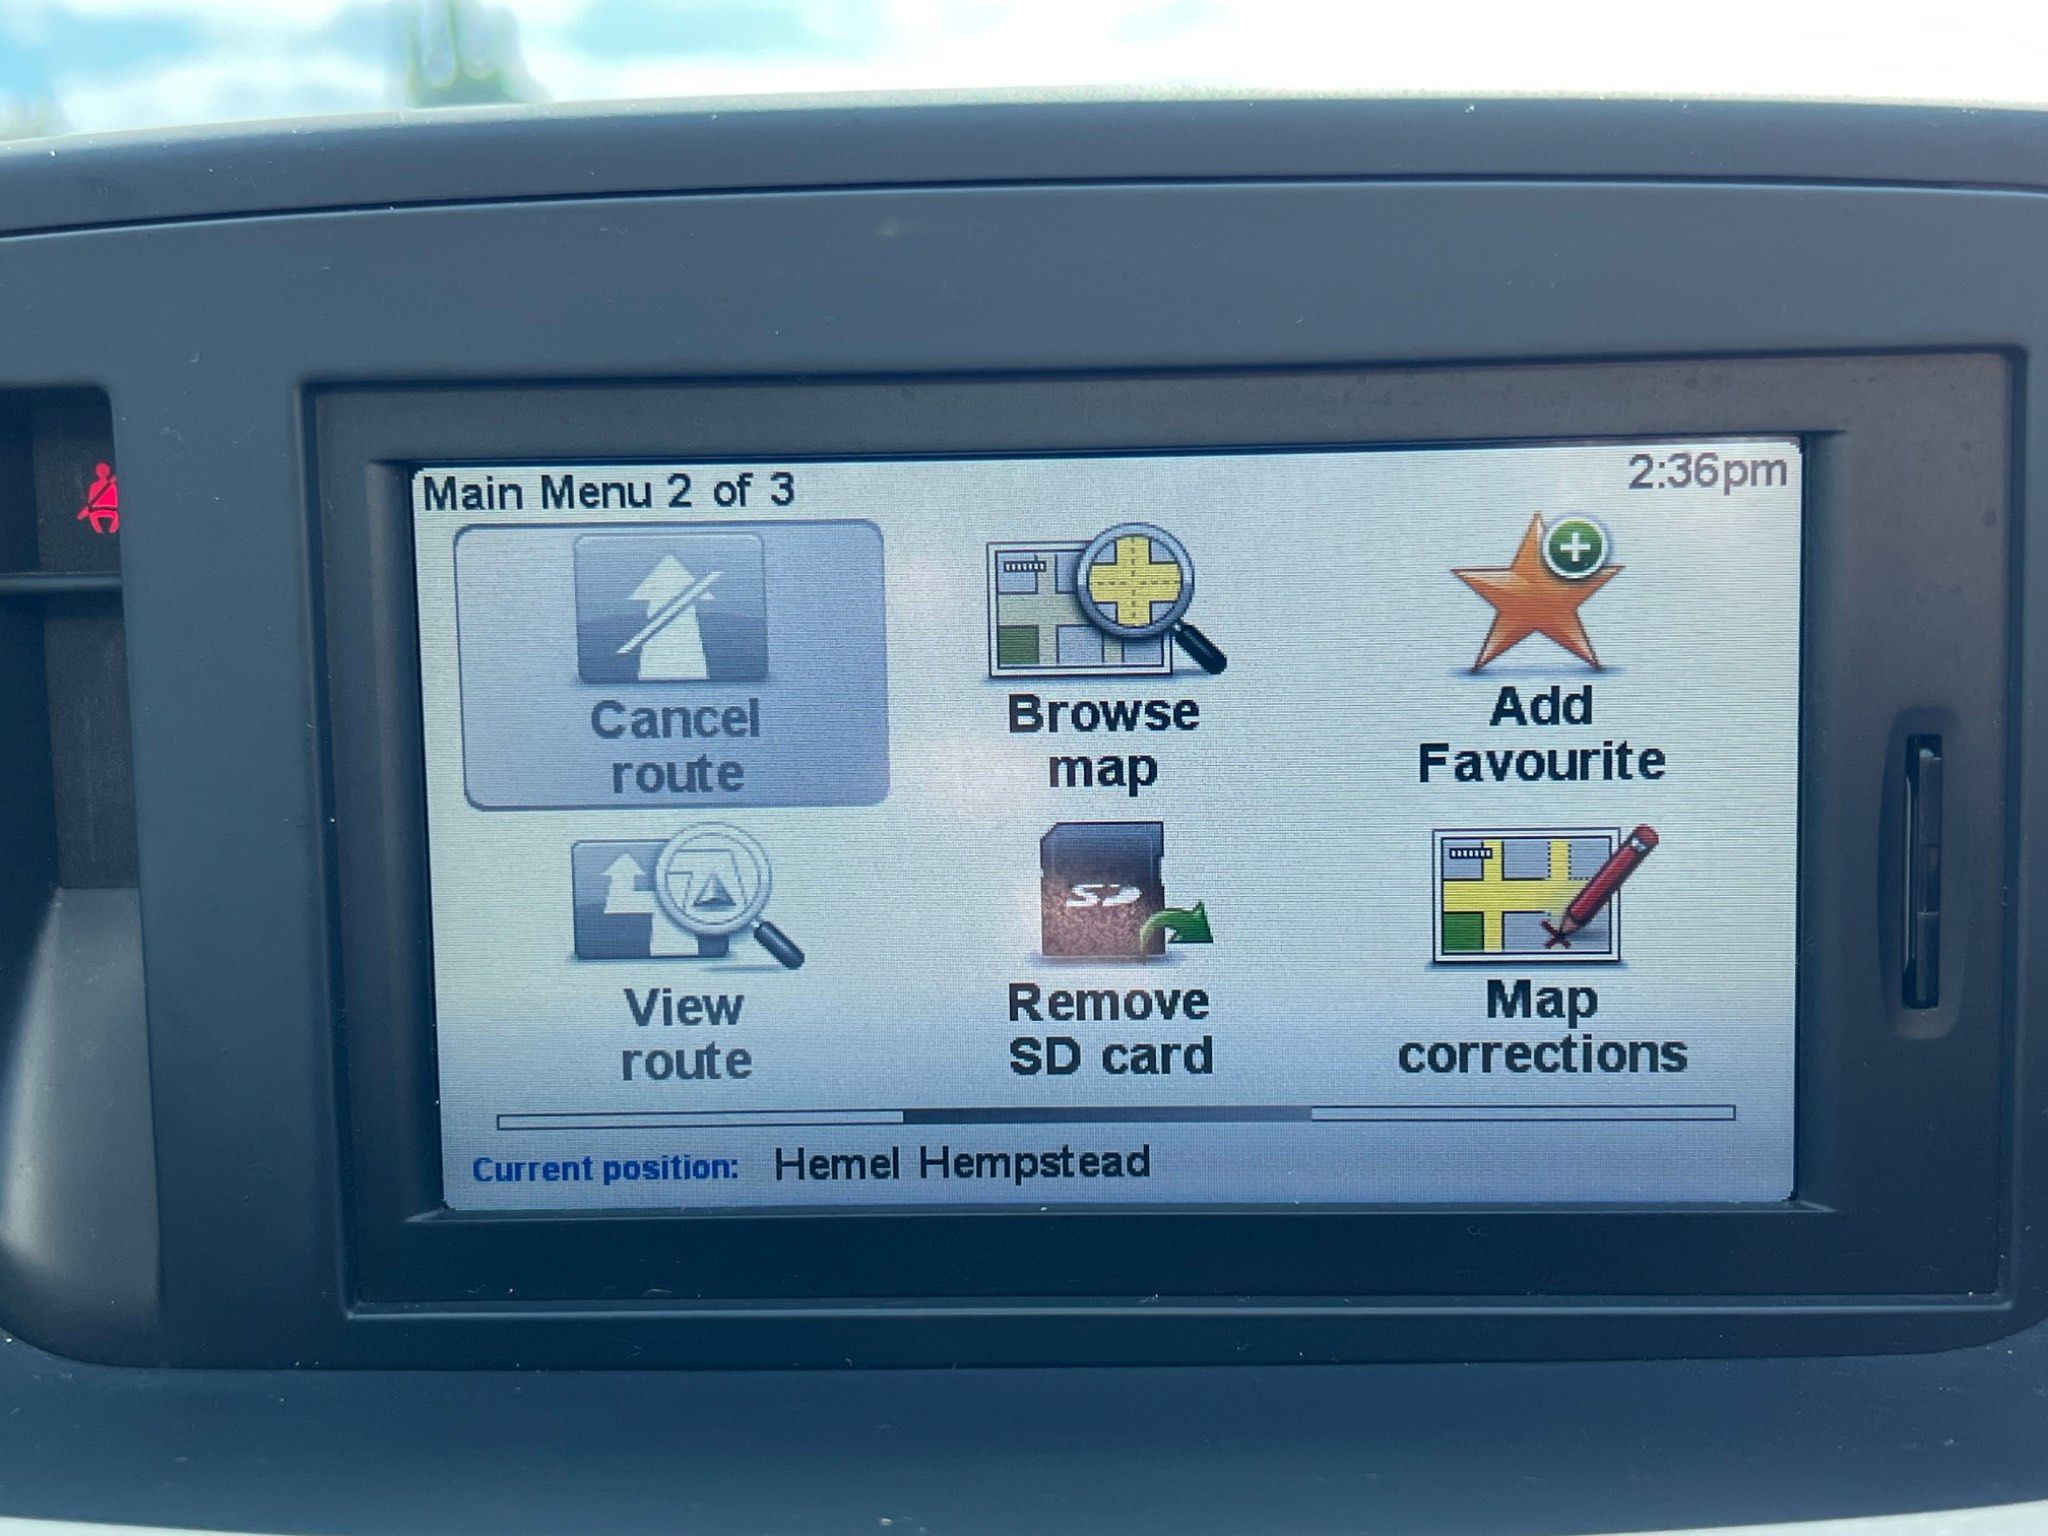 Main Menu 2 of 3
2:36pm
Cancel
route
Browse
map
Add
Favourite
View
route
SD
Remove
SD card
Map
corrections
Current position: Hemel Hempstead